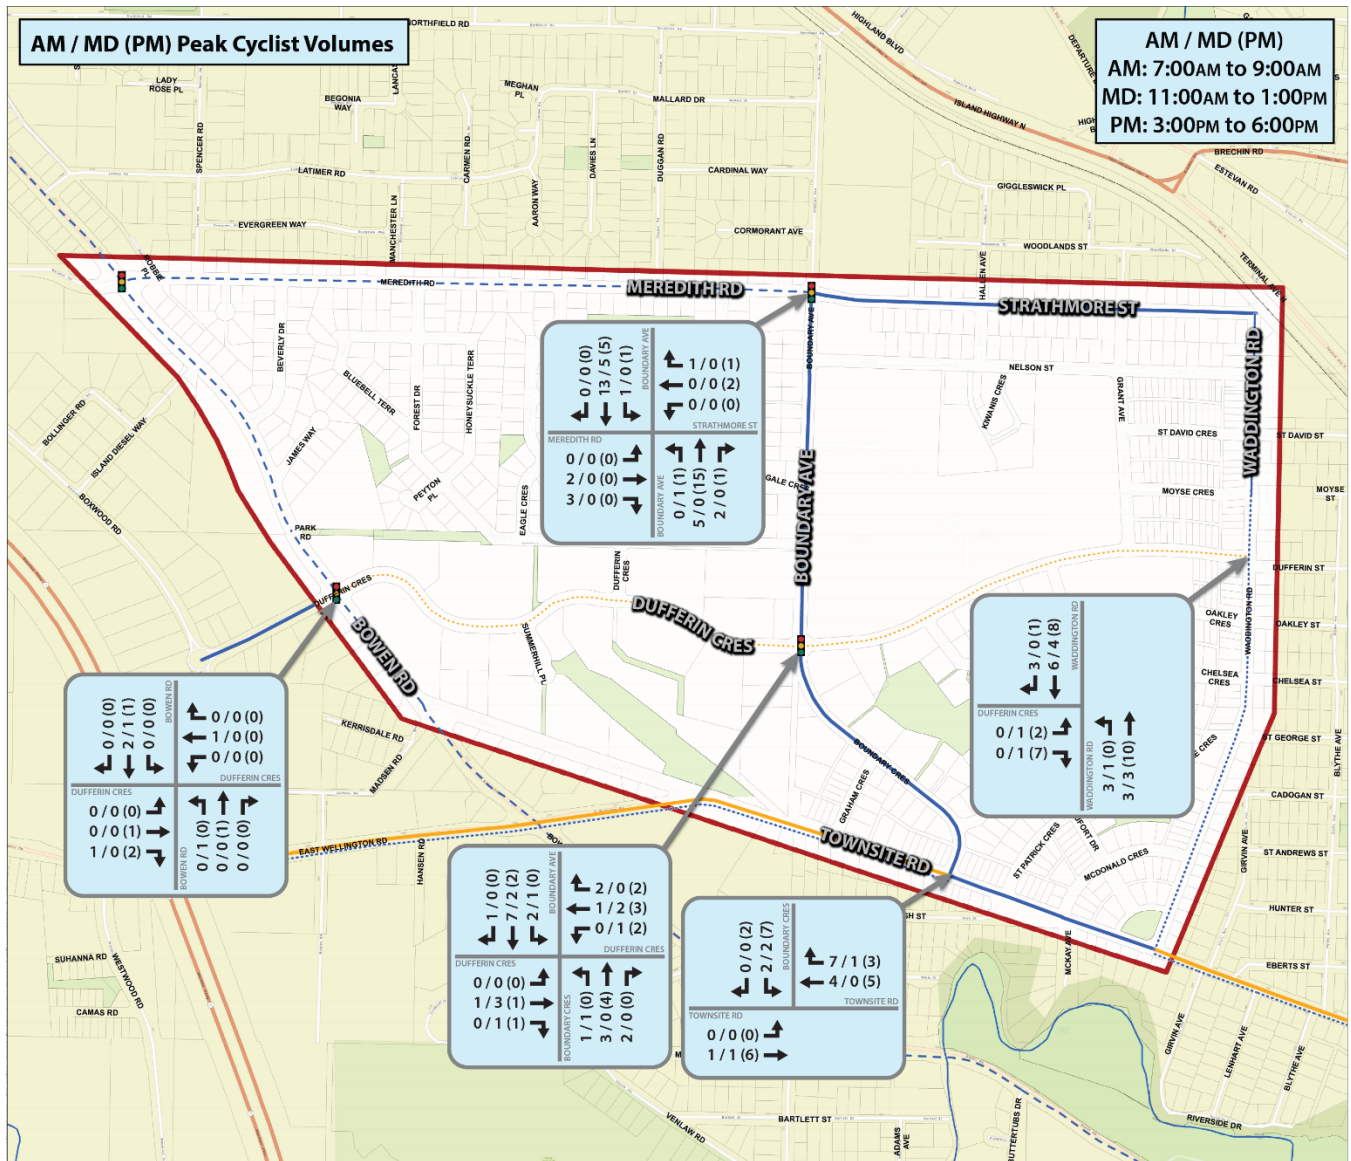 AM / MD (PM) Peak Cyclist Volumes
AM / MD (PM)
AM: 7:00AM to 9:00AM
MD: 11:00AM to 1:00PM
PM: 3:00PM to 6:00PM
NORTHFIELD RD
HIGHLAND BLVD
LADY
ROSE PL
BEGONIA
WAY
MEGHAN
PL
MALLARD DR
ISLAND HIGHWAY N
BRECHIN RD
ESTEVAN RD
SPENCER RD
LATIMER RD
CARMEN RD
DAVIES LN
DUGGAN RD
CARDINAL WAY
GIGGLESWICK PL
AARON WAY
EVERGREEN WAY
MANCHESTER LN
CORMORANT AVE
WOODLANDS ST
HALLEN AVE
TERMINAL AVE N
MEREDITH RD
MEREDITH RD
STRATHMORE ST
BOUNDARY AVE
WADDINGTON RD
BEVERLY DR
BLUEBELL TERR
FOREST DR
HONEYSUCKLE TERR
NELSON ST
KIWANIS CRES
GRANT AVE
BOLLINGER RD
ISLAND DIESEL WAY
JAMES WAY
ST DAVID CRES
ST DAVID ST
BOXWOOD RD
PEYTON
PL
EAGLE CRES
GALE CRES
MOYSE CRES
MOYSE
ST
PARK
RD
BOUNDARY AVE
DUFFERIN
CRES
DUFFERIN CRES
DUFFERIN CRES
DUFFERIN ST
OAKLEY
CRES
OAKLEY ST
WADDINGTON RD
BOWEN RD
SUMMERHILL PL
CHELSEA
CRES
CHELSEA ST
KERRISDALE RD
MADSEN RD
BOUNDARY CRES
ST GEORGE ST
BLYTHE AVE
GRAHAM CRES
CADOGAN ST
EAST WELLINGTON RD
HANSEN RD
TOWNSITE RD
ST PATRICK CRES
MCDONALD CRES
GIRVIN AVE
ST ANDREWS ST
HUNTER ST
MCKAY AVE
EBERTS ST
SUHANNA RD
WESTWOOD RD
CAMAS RD
GIRVIN AVE
LENHART AVE
BLYTHE AVE
RIVERSIDE DR
VENLAW RD
BARTLETT ST
ADAMS
AVE
BUTTERTUBS DR
0 / 0 (0)
13 / 5 (5)
1 / 0 (1)
BOUNDARY AVE
1 / 0 (1)
0 / 0 (2)
0 / 0 (0)
STRATHMORE ST
MEREDITH RD
0 / 0 (0)
2 / 0 (0)
3 / 0 (0)
BOUNDARY AVE
0 / 1 (1)
5 / 0 (15)
2 / 0 (1)
3 / 0 (1)
6 / 4 (8)
WADDINGTON RD
DUFFERIN CRES
0 / 1 (2)
0 / 1 (7)
WADDINGTON RD
3 / 1 (0)
3 / 3 (10)
0 / 0 (0)
2 / 1 (1)
0 / 0 (0)
BOWEN RD
0 / 0 (0)
1 / 0 (0)
0 / 0 (0)
DUFFERIN CRES
DUFFERIN CRES
0 / 0 (0)
0 / 0 (1)
1 / 0 (2)
BOWEN RD
0 / 1 (0)
0 / 0 (1)
0 / 0 (0)
1 / 0 (0)
7 / 2 (2)
2 / 1 (0)
BOUNDARY AVE
2 / 0 (2)
1 / 2 (3)
0 / 1 (2)
DUFFERIN CRES
DUFFERIN CRES
0 / 0 (0)
1 / 3 (1)
0 / 1 (1)
BOUNDARY CRES
1 / 1 (0)
3 / 0 (4)
2 / 0 (0)
0 / 0 (2)
2 / 2 (7)
BOUNDARY CRES
7 / 1 (3)
4 / 0 (5)
TOWNSITE RD
TOWNSITE RD
0 / 0 (0)
1 / 1 (6)